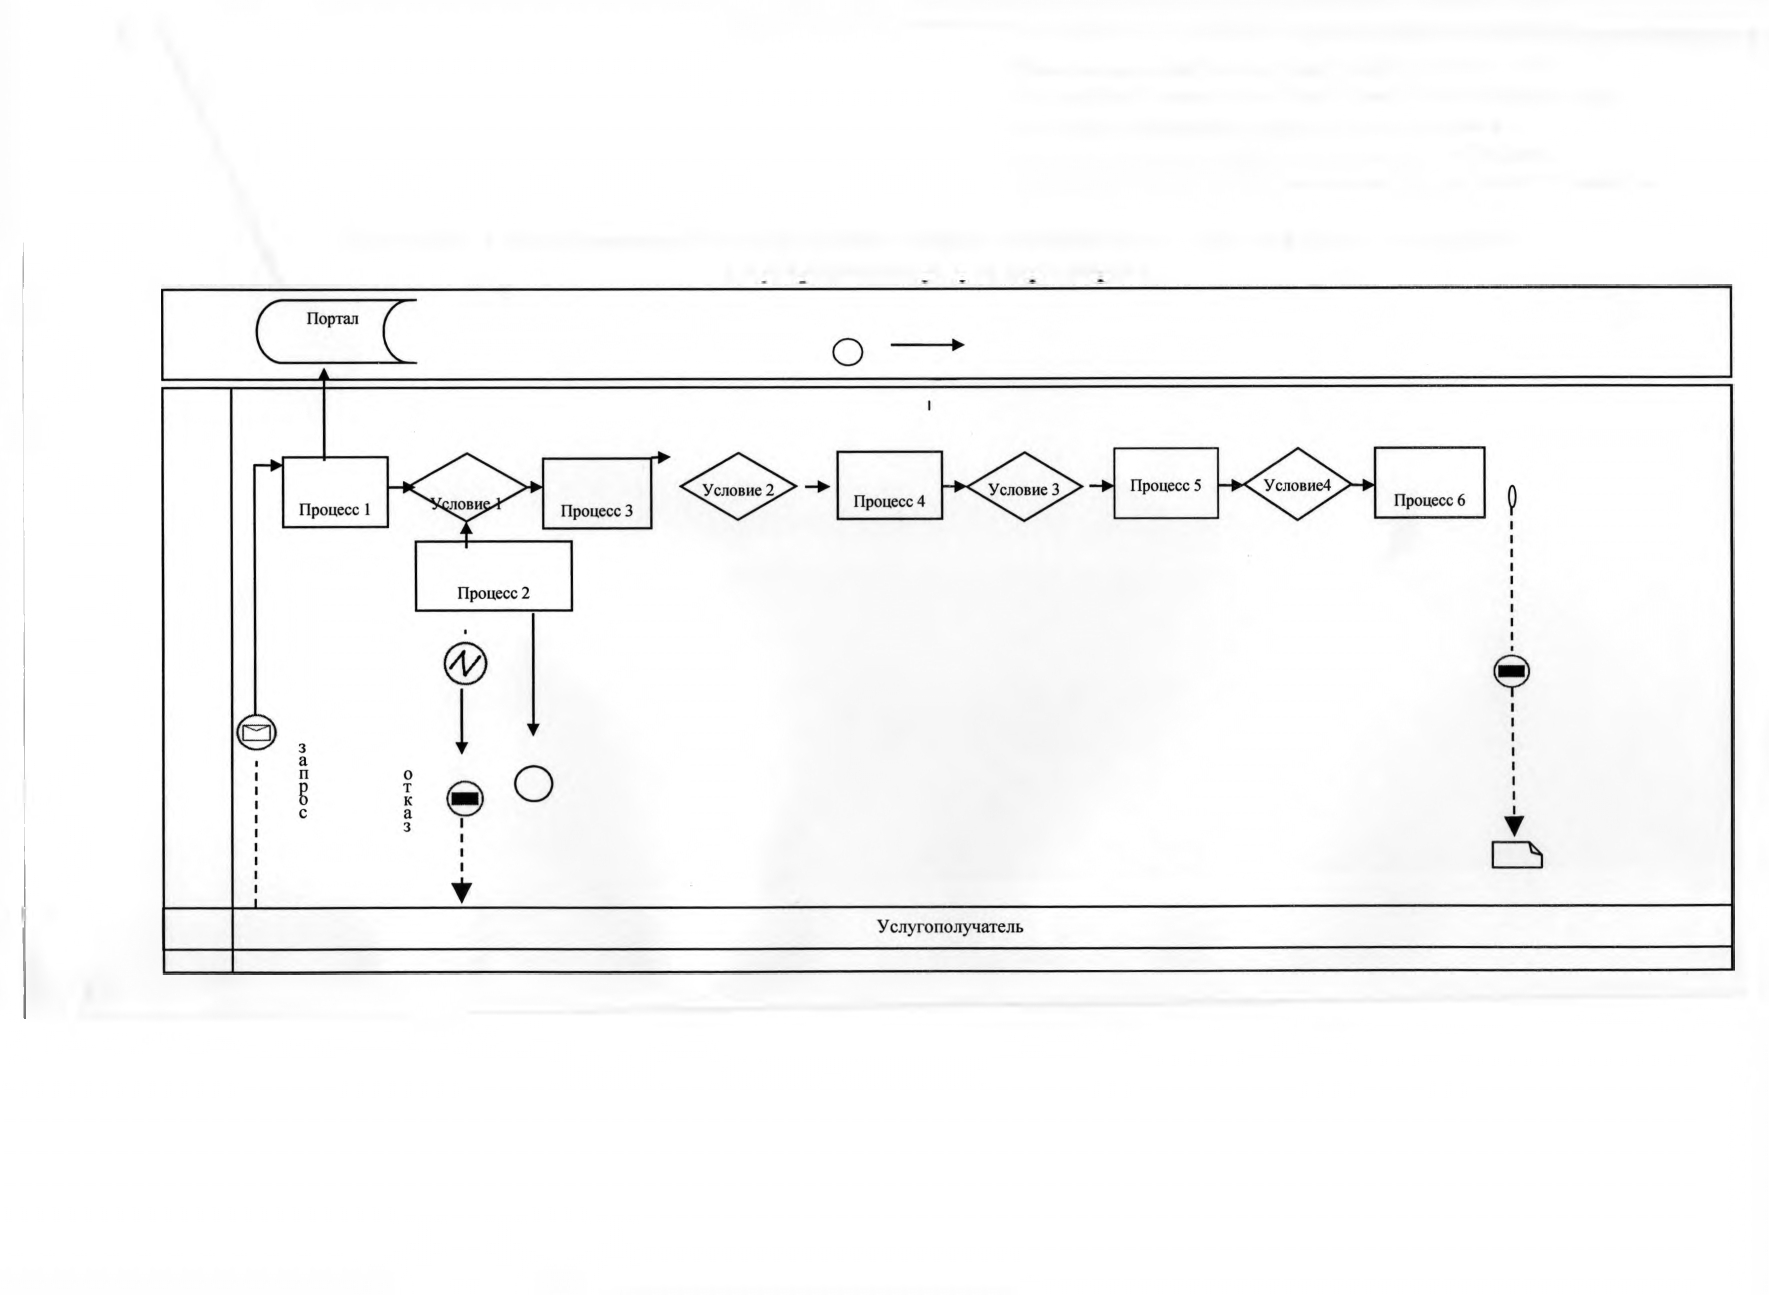 Портал
Процесс 1
Условие 1
Процесс 3
Условие 2
Процесс 4
Условие 3
Процесс 5
Условие4
Процесс 6
Процесс 2
запрос
отказ
Услугополучатель